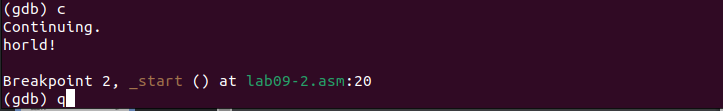 (gdb) c
Continuing.
horld!
Breakpoint 2, _start () at lab09-2.asm:20
(gdb) q